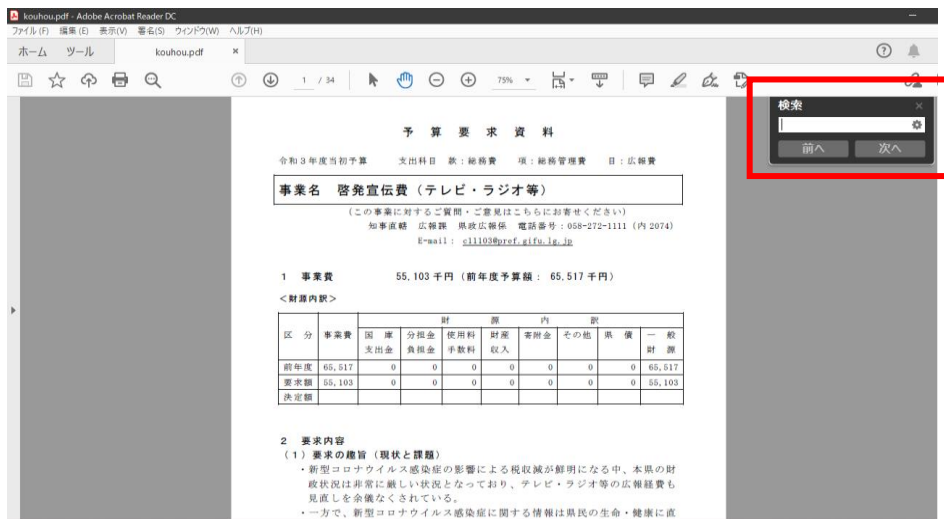 kouhou.pdf - Adobe Acrobat Reader DC
ファイル(F) 編集(E) 表示(V) 署名(S) ウィンドウ(W) ヘルプ(H)
ホーム ツール kouhou.pdf ×
1 / 34 75%
検索 ×
前へ 次へ
予算要求資料
令和3年度当初予算 支出科目 款：総務費 項：総務管理費 目：広報費
事業名 啓発宣伝費（テレビ・ラジオ等）
（この事業に対するご質問・ご意見はこちらにお寄せください）
知事直轄 広報課 県政広報係 電話番号：058-272-1111（内2074）
E-mail： c11103@pref.gifu.lg.jp
1 事業費 55,103千円（前年度予算額： 65,517千円）
＜財源内訳＞
財源内訳
区分 事業費 国庫 分担金 使用料 財産 寄附金 その他 県債 一般
支出金 負担金 手数料 収入 財源
前年度 65,517 0 0 0 0 0 0 0 65,517
要求額 55,103 0 0 0 0 0 0 0 55,103
決定額
2 要求内容
（1）要求の趣旨（現状と課題）
・新型コロナウイルス感染症の影響による税収減が鮮明になる中、本県の財
政状況は非常に厳しい状況となっており、テレビ・ラジオ等の広報経費も
見直しを余儀なくされている。
・一方で、新型コロナウイルス感染症に関する情報は県民の生命・健康に直